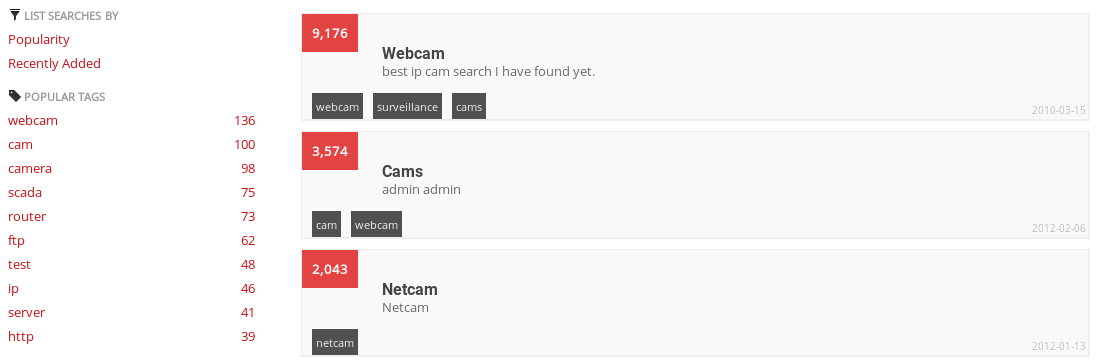 LIST SEARCHES BY
Popularity
Recently Added
POPULAR TAGS
webcam 136
cam 100
camera 98
scada 75
router 73
ftp 62
test 48
ip 46
server 41
http 39
9,176
Webcam
best ip cam search I have found yet.
webcam surveillance cams
2010-03-15
3,574
Cams
admin admin
cam webcam
2012-02-06
2,043
Netcam
Netcam
netcam
2012-01-13